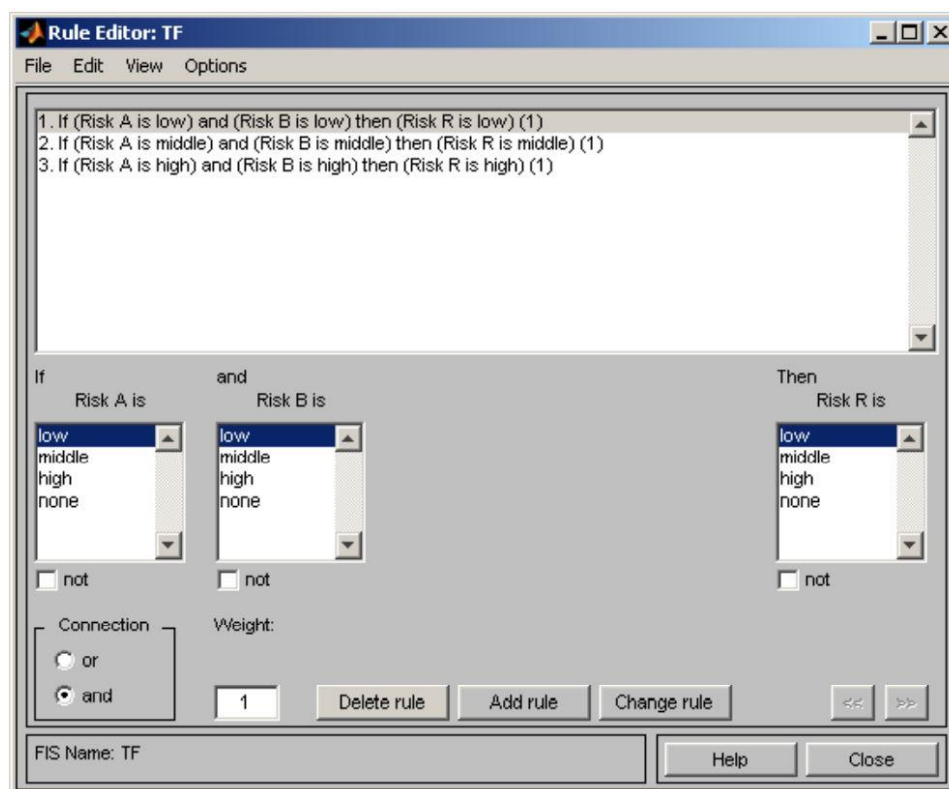 Rule Editor: TF
File Edit View Options
1. If (Risk A is low) and (Risk B is low) then (Risk R is low) (1)
2. If (Risk A is middle) and (Risk B is middle) then (Risk R is middle) (1)
3. If (Risk A is high) and (Risk B is high) then (Risk R is high) (1)
If and Then
Risk A is Risk B is Risk R is
low low low
middle middle middle
high high high
none none none
not not not
Connection Weight:
or
and 1 Delete rule Add rule Change rule << >>
FIS Name: TF Help Close